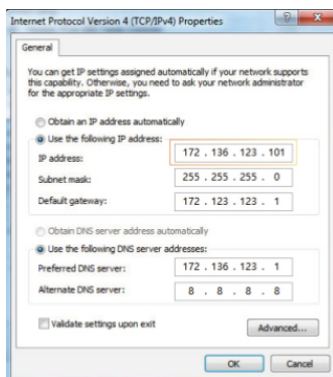 Internet Protocol Version 4 (TCP/IPv4) Properties
General
You can get IP settings assigned automatically if your network supports
this capability. Otherwise, you need to ask your network administrator
for the appropriate IP settings.
Obtain an IP address automatically
Use the following IP address:
IP address: 172 . 136 . 123 . 101
Subnet mask: 255 . 255 . 255 . 0
Default gateway: 172 . 123 . 123 . 1
Obtain DNS server address automatically
Use the following DNS server addresses:
Preferred DNS server: 172 . 136 . 123 . 1
Alternate DNS server: 8 . 8 . 8 . 8
Validate settings upon exit
Advanced...
OK Cancel